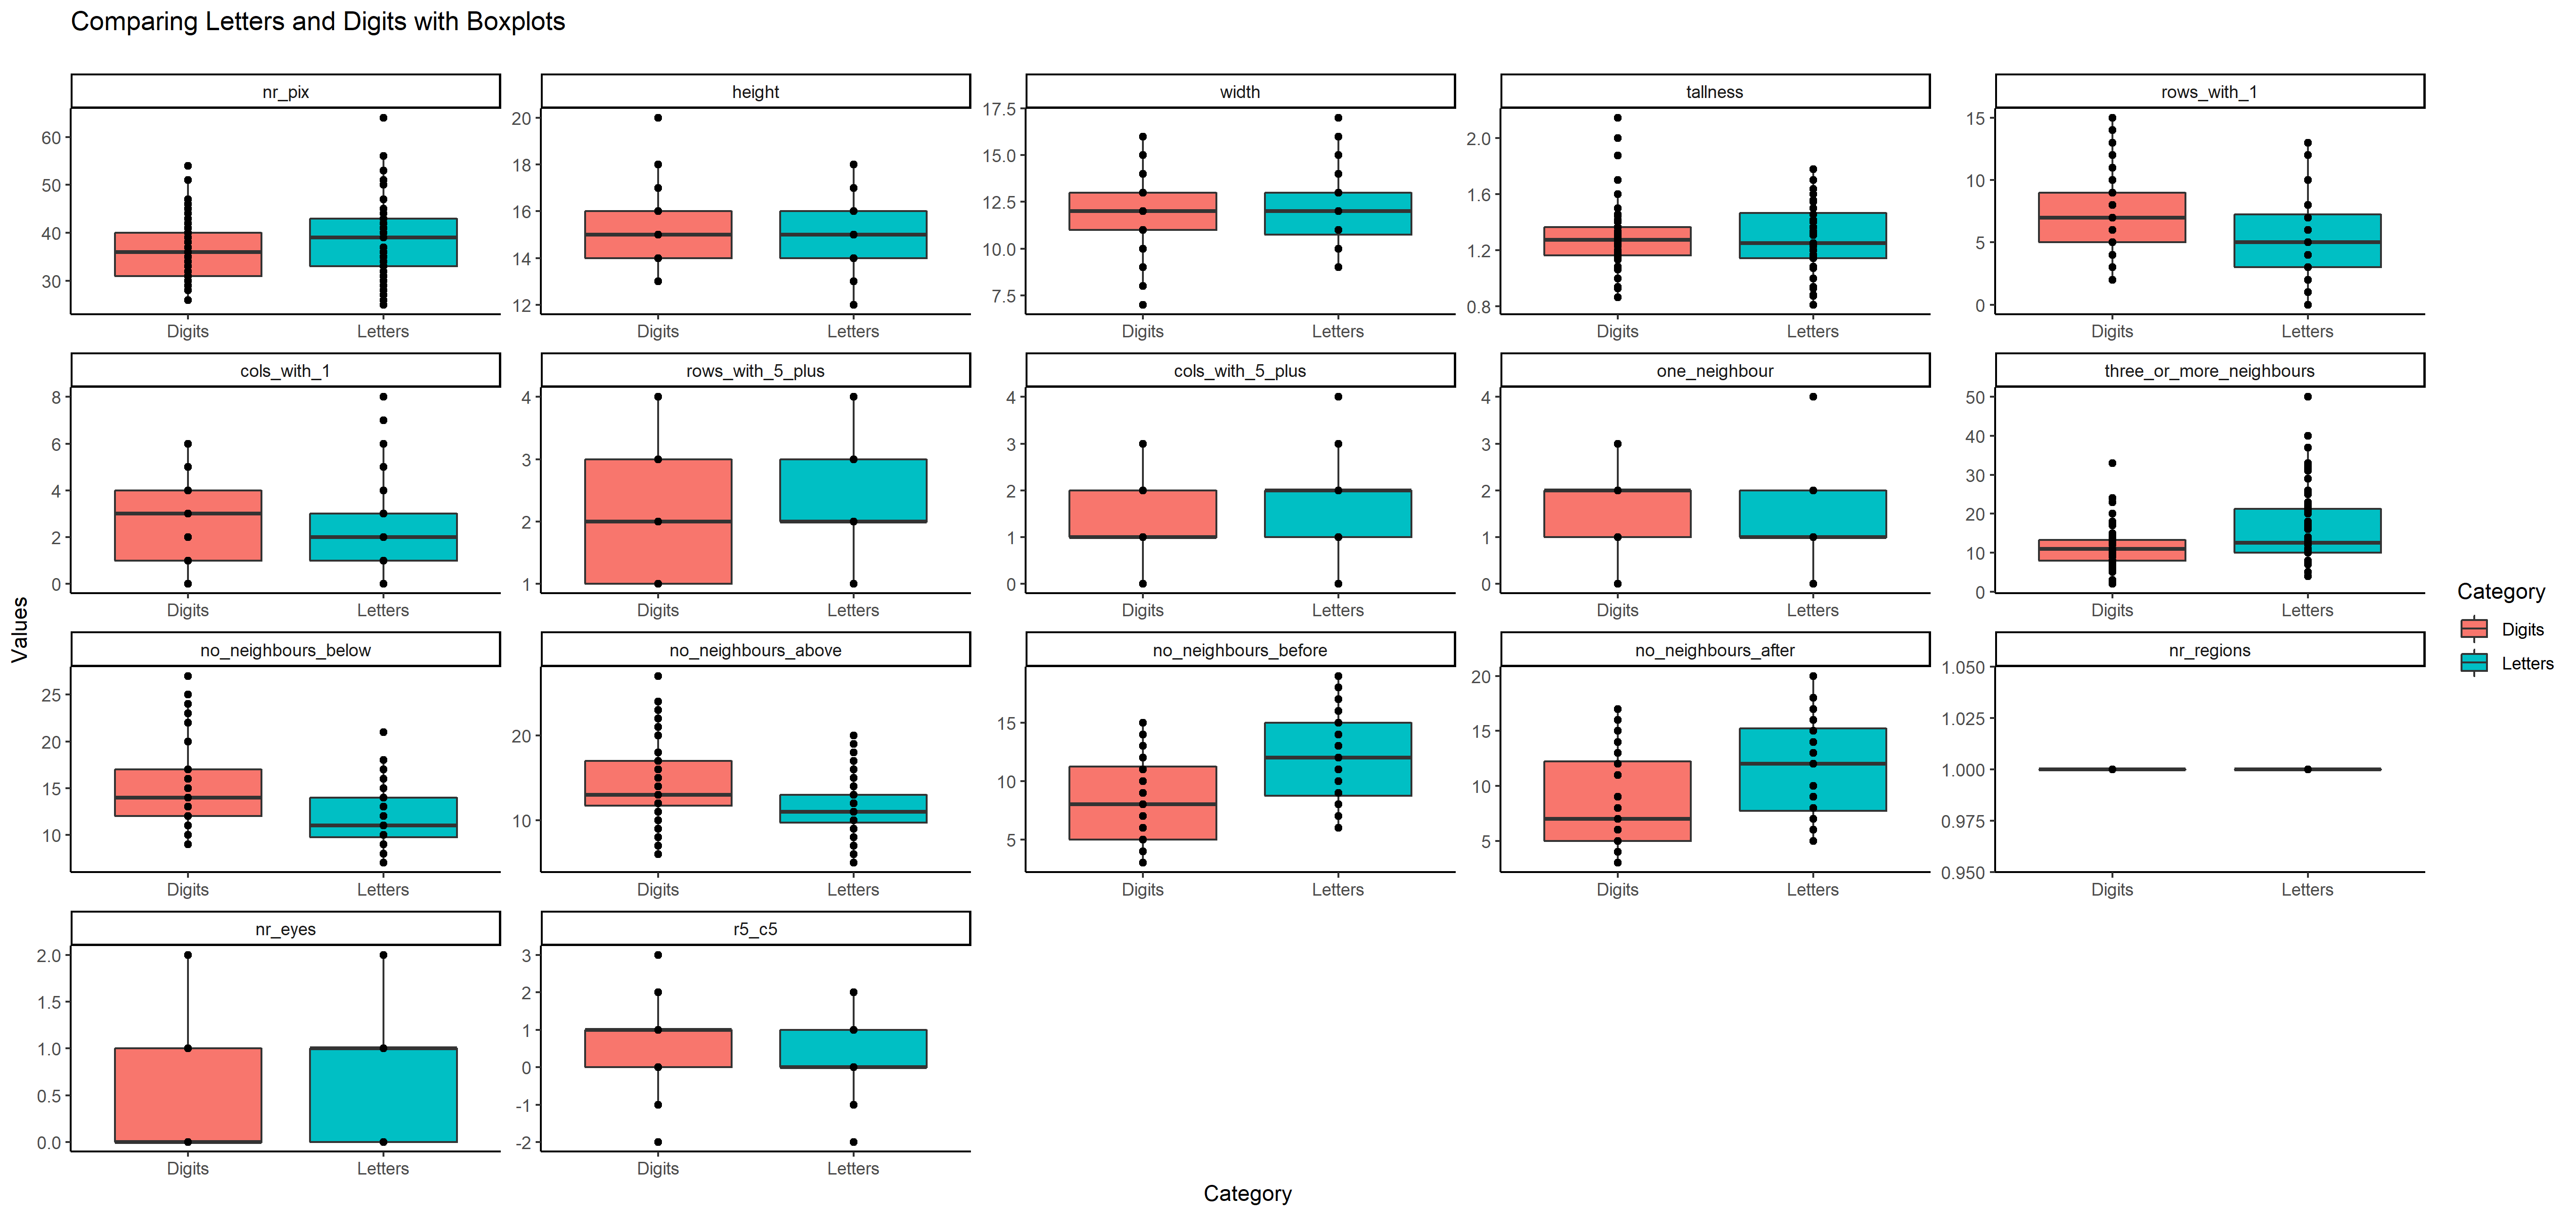 Comparing Letters and Digits with Boxplots
nr_pix
height
width
tallness
rows_with_1
60
50
40
30
20
18
16
14
12
17.5
15.0
12.5
10.0
7.5
2.0
1.6
1.2
0.8
15
10
5
0
Digits Letters
Digits Letters
Digits Letters
Digits Letters
Digits Letters
cols_with_1
rows_with_5_plus
cols_with_5_plus
one_neighbour
three_or_more_neighbours
8
6
4
2
0
4
3
2
1
4
3
2
1
0
4
3
2
1
0
50
40
30
20
10
0
Digits Letters
Digits Letters
Digits Letters
Digits Letters
Digits Letters
no_neighbours_below
no_neighbours_above
no_neighbours_before
no_neighbours_after
nr_regions
25
20
15
10
20
10
15
10
5
20
15
10
5
1.050
1.025
1.000
0.975
0.950
Digits Letters
Digits Letters
Digits Letters
Digits Letters
Digits Letters
nr_eyes
r5_c5
2.0
1.5
1.0
0.5
0.0
3
2
1
0
-1
-2
Digits Letters
Digits Letters
Values
Category
Category
Digits
Letters